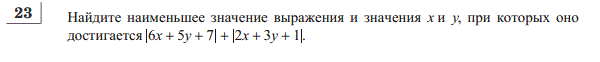 23 Найдите наименьшее значение выражения и значения x и y, при которых оно
достигается |6x + 5y + 7| + |2x + 3y + 1|.